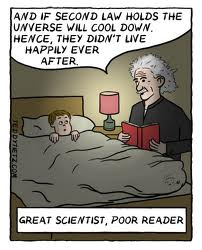 AND IF SECOND LAW HOLDS THE
UNVERSE WILL COOL DOWN.
HENCE, THEY DIDN'T LIVE
HAPPILY EVER
AFTER.
GREAT SCIENTIST, POOR READER